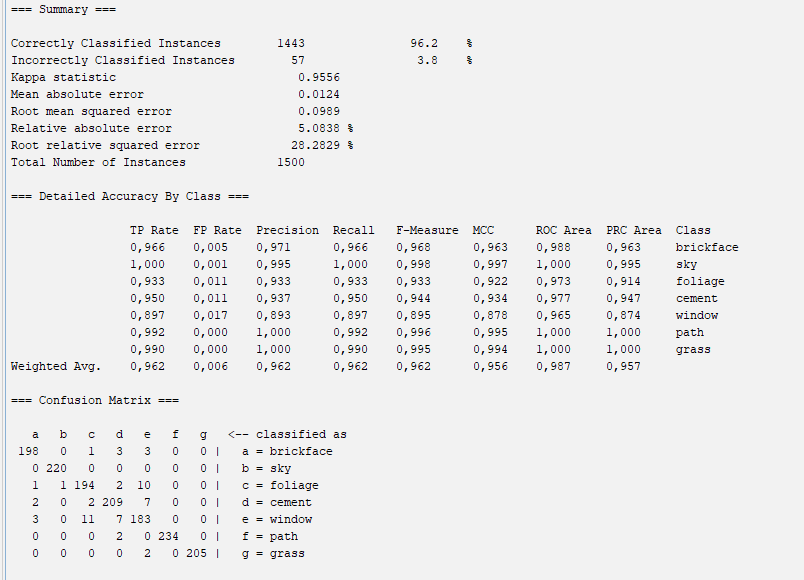 === Summary ===
Correctly Classified Instances 1443 96.2 %
Incorrectly Classified Instances 57 3.8 %
Kappa statistic 0.9556
Mean absolute error 0.0124
Root mean squared error 0.0989
Relative absolute error 5.0838 %
Root relative squared error 28.2829 %
Total Number of Instances 1500
=== Detailed Accuracy By Class ===
TP Rate FP Rate Precision Recall F-Measure MCC ROC Area PRC Area Class
0,966 0,005 0,971 0,966 0,968 0,963 0,988 0,963 brickface
1,000 0,001 0,995 1,000 0,998 0,997 1,000 0,995 sky
0,933 0,011 0,933 0,933 0,933 0,922 0,973 0,914 foliage
0,950 0,011 0,937 0,950 0,944 0,934 0,977 0,947 cement
0,897 0,017 0,893 0,897 0,895 0,878 0,965 0,874 window
0,992 0,000 1,000 0,992 0,996 0,995 1,000 1,000 path
0,990 0,000 1,000 0,990 0,995 0,994 1,000 1,000 grass
Weighted Avg. 0,962 0,006 0,962 0,962 0,962 0,956 0,987 0,957
=== Confusion Matrix ===
a b c d e f g <-- classified as
198 0 1 3 3 0 0 | a = brickface
0 220 0 0 0 0 0 | b = sky
1 1 194 2 10 0 0 | c = foliage
2 0 2 209 7 0 0 | d = cement
3 0 11 7 183 0 0 | e = window
0 0 0 2 0 234 0 | f = path
0 0 0 0 2 0 205 | g = grass